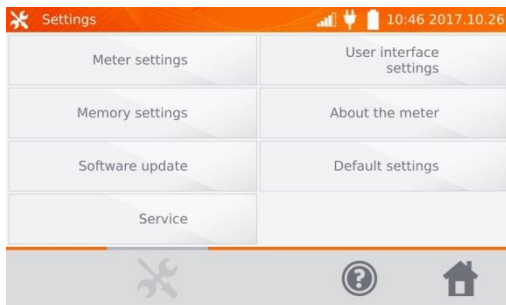 Settings
10:46 2017.10.26
Meter settings
User interface
settings
Memory settings
About the meter
Software update
Default settings
Service
?